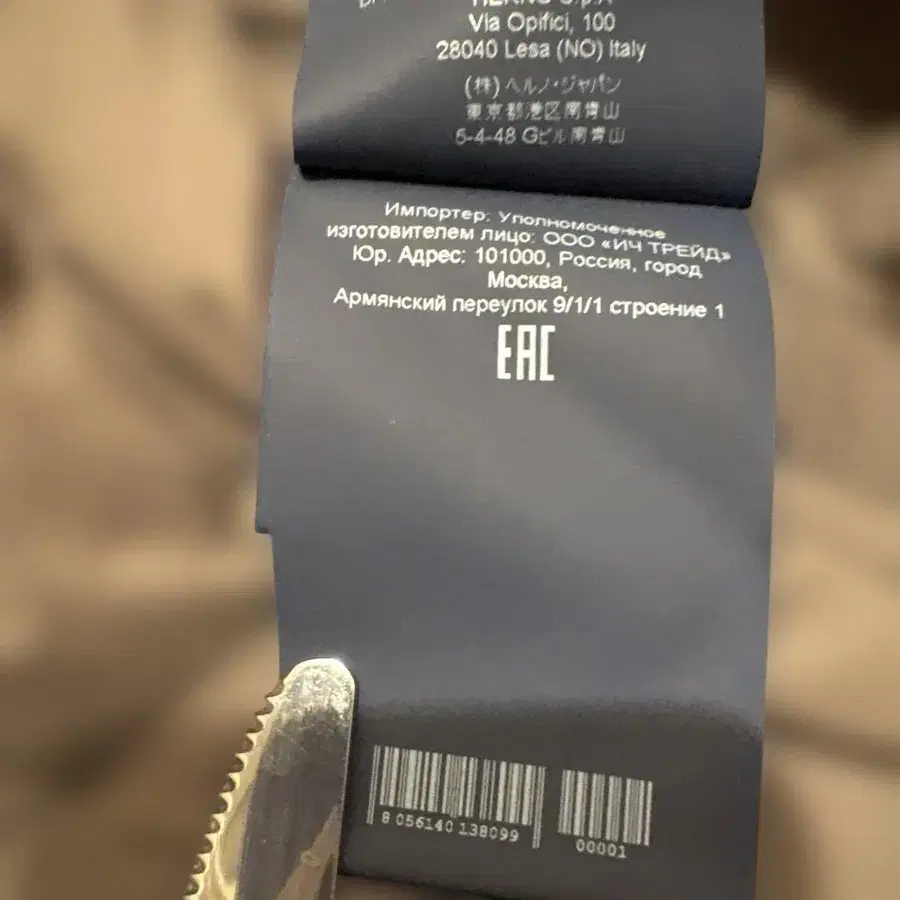 HERNO S.p.A
Via Opifici, 100
28040 Lesa (NO) Italy
(株) ヘルノ・ジャパン
東京都港区南青山
5-4-48 Gビル南青山
Импортер: Уполномоченное
изготовителем лицо: ООО «ИЧ ТРЕЙД»
Юр. Адрес: 101000, Россия, город
Москва,
Армянский переулок 9/1/1 строение 1
EAC
8 056140 138099
00001